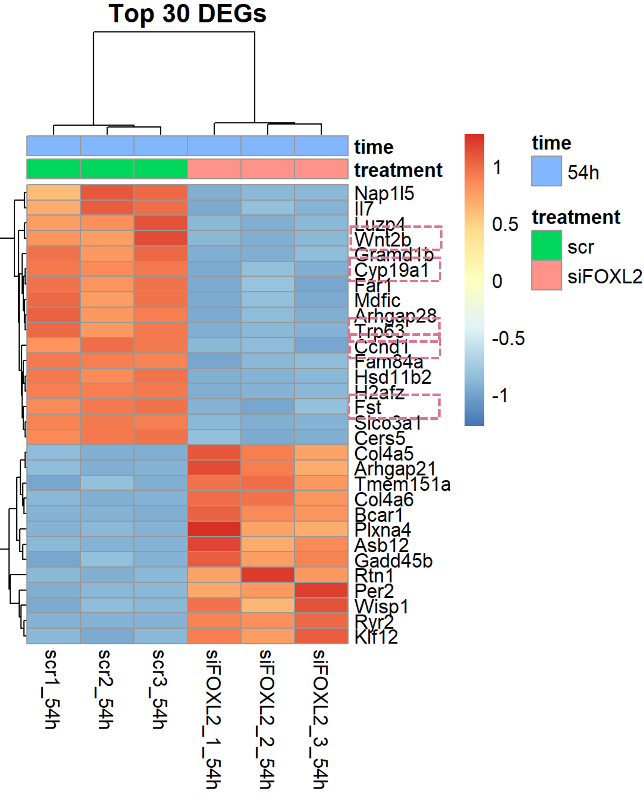 Top 30 DEGs
time
treatment
Nap1l5
Il7
Luzp4
Wnt2b
Gramd1b
Cyp19a1
Far1
Mdfic
Arhgap28
Trp63
Ccnd1
Fam84a
Hsd11b2
H2afz
Fst
Slco3a1
Cers5
Col4a5
Arhgap21
Tmem151a
Col4a6
Bcar1
Plxna4
Asb12
Gadd45b
Rtn1
Per2
Wisp1
Ryr2
Klf12
scr1_54h
scr2_54h
scr3_54h
siFOXL2_1_54h
siFOXL2_2_54h
siFOXL2_3_54h
1
0.5
0
-0.5
-1
time
54h
treatment
scr
siFOXL2